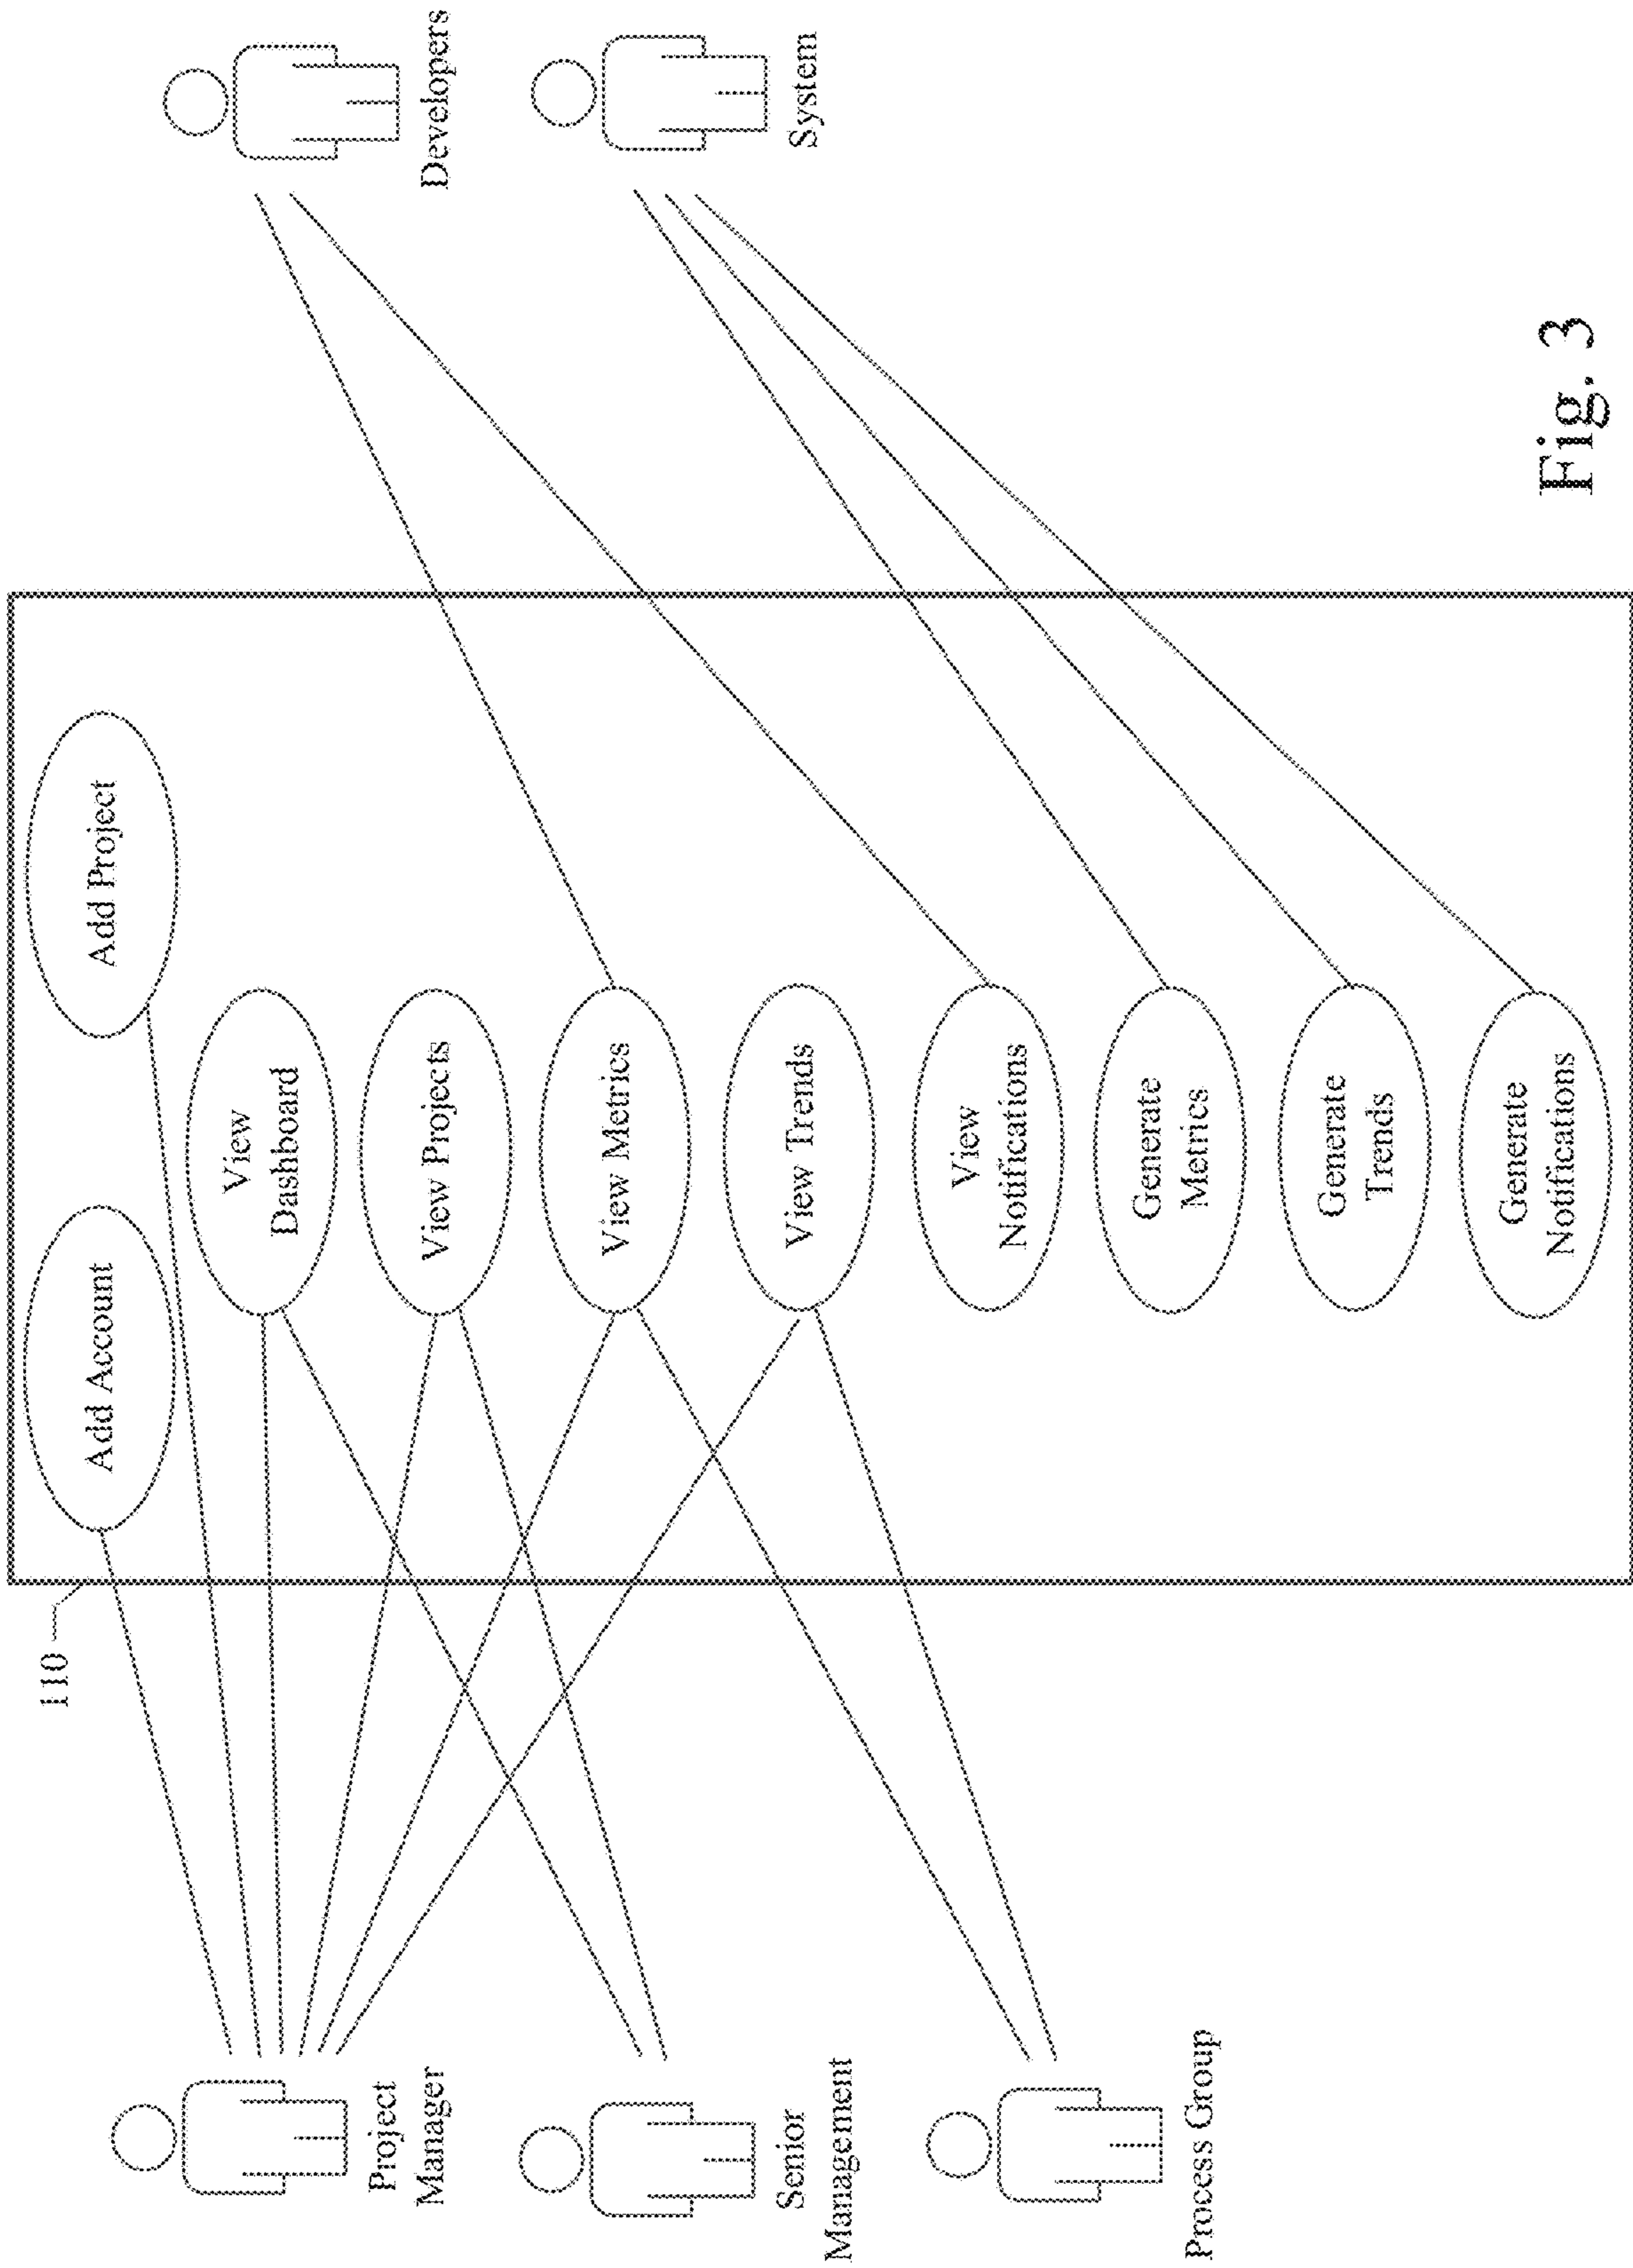 110
Add Account
Add Project
View
Dashboard
View Projects
View Metrics
View Trends
View
Notifications
Generate
Metrics
Generate
Trends
Generate
Notifications
Project
Manager
Senior
Management
Process Group
Developers
System
Fig. 3